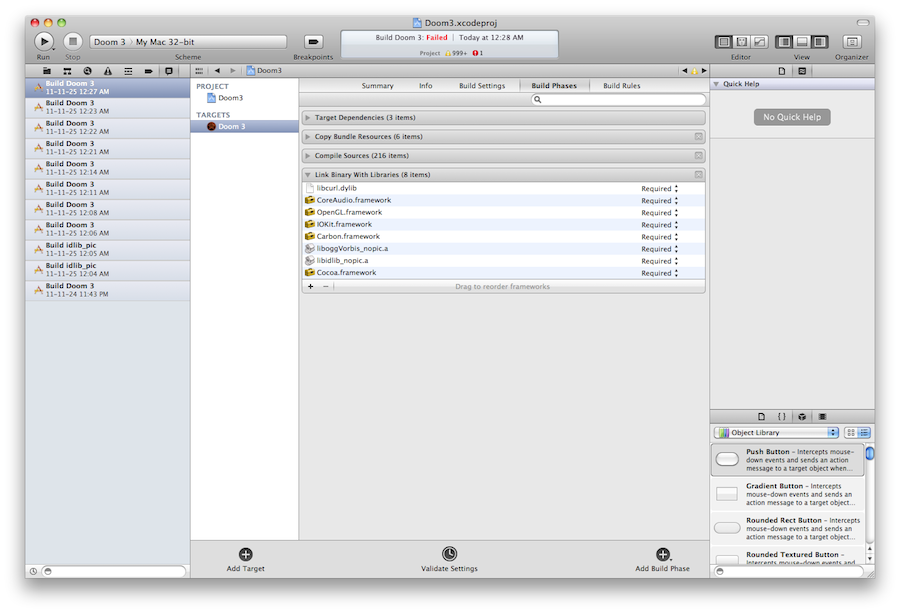 Doom3.xcodeproj
Run
Stop
Doom 3 › My Mac 32-bit
Scheme
Breakpoints
Build Doom 3: Failed | Today at 12:28 AM
Project 999+ 1
Editor
View
Organizer
Build Doom 3
11-11-25 12:27 AM
Build Doom 3
11-11-25 12:23 AM
Build Doom 3
11-11-25 12:22 AM
Build Doom 3
11-11-25 12:21 AM
Build Doom 3
11-11-25 12:14 AM
Build Doom 3
11-11-25 12:11 AM
Build Doom 3
11-11-25 12:08 AM
Build Doom 3
11-11-25 12:06 AM
Build idlib_pic
11-11-25 12:05 AM
Build idlib_pic
11-11-25 12:04 AM
Build Doom 3
11-11-24 11:43 PM
Doom3
PROJECT
Doom3
TARGETS
Doom 3
Summary
Info
Build Settings
Build Phases
Build Rules
Target Dependencies (3 items)
Copy Bundle Resources (6 items)
Compile Sources (216 items)
Link Binary With Libraries (8 items)
libcurl.dylib Required
CoreAudio.framework Required
OpenGL.framework Required
IOKit.framework Required
Carbon.framework Required
liboggVorbis_nopic.a Required
libidlib_nopic.a Required
Cocoa.framework Required
+ − Drag to reorder frameworks
Add Target
Validate Settings
Add Build Phase
Quick Help
No Quick Help
{ }
Object Library
Push Button – Intercepts mouse-
down events and sends an action
message to a target object when...
Gradient Button – Intercepts
mouse-down events and sends an
action message to a target object...
Rounded Rect Button – Intercepts
mouse-down events and sends an
action message to a target object...
Rounded Textured Button –
Intercepts mouse-down events and